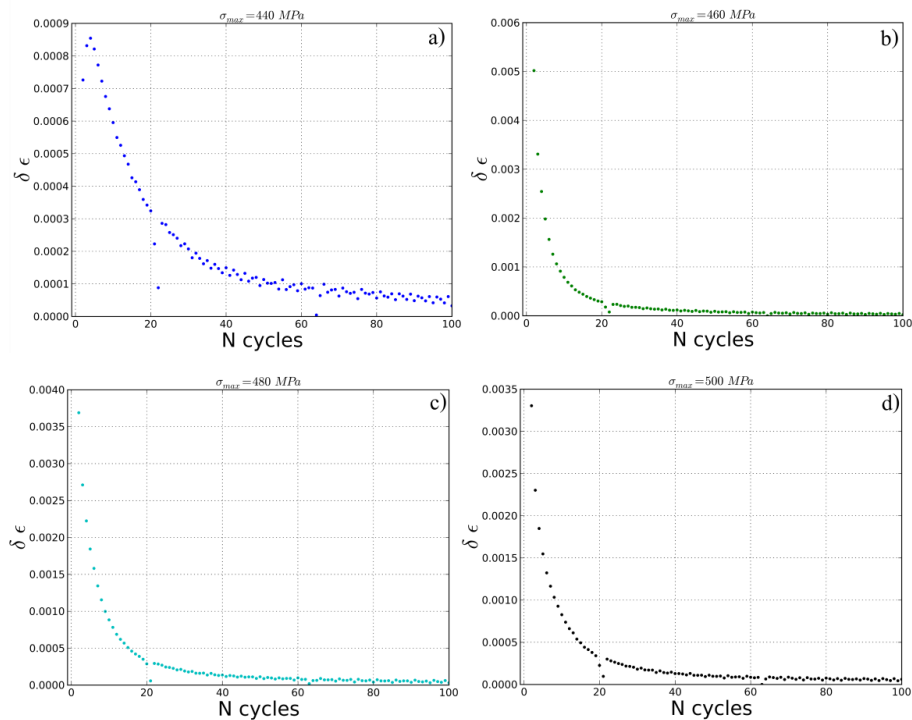 σmax=440 MPa
a)
0.0009
0.0008
0.0007
0.0006
0.0005
0.0004
0.0003
0.0002
0.0001
0.0000
δ ϵ
0 20 40 60 80 100
N cycles
σmax=460 MPa
b)
0.006
0.005
0.004
0.003
0.002
0.001
0.000
δ ϵ
0 20 40 60 80 100
N cycles
σmax=480 MPa
c)
0.0040
0.0035
0.0030
0.0025
0.0020
0.0015
0.0010
0.0005
0.0000
δ ϵ
0 20 40 60 80 100
N cycles
σmax=500 MPa
d)
0.0035
0.0030
0.0025
0.0020
0.0015
0.0010
0.0005
0.0000
δ ϵ
0 20 40 60 80 100
N cycles